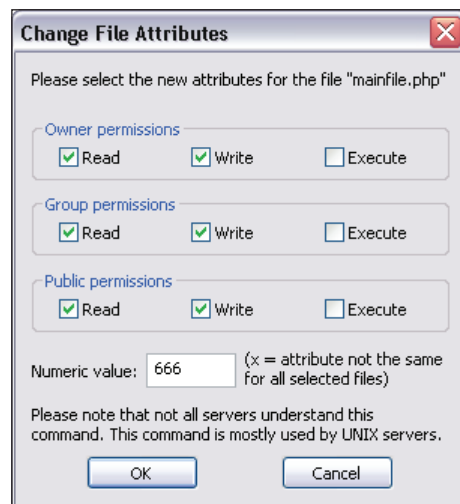 Change File Attributes
Please select the new attributes for the file "mainfile.php"
Owner permissions
Read Write Execute
Group permissions
Read Write Execute
Public permissions
Read Write Execute
Numeric value: 666 (x = attribute not the same
for all selected files)
Please note that not all servers understand this
command. This command is mostly used by UNIX servers.
OK Cancel